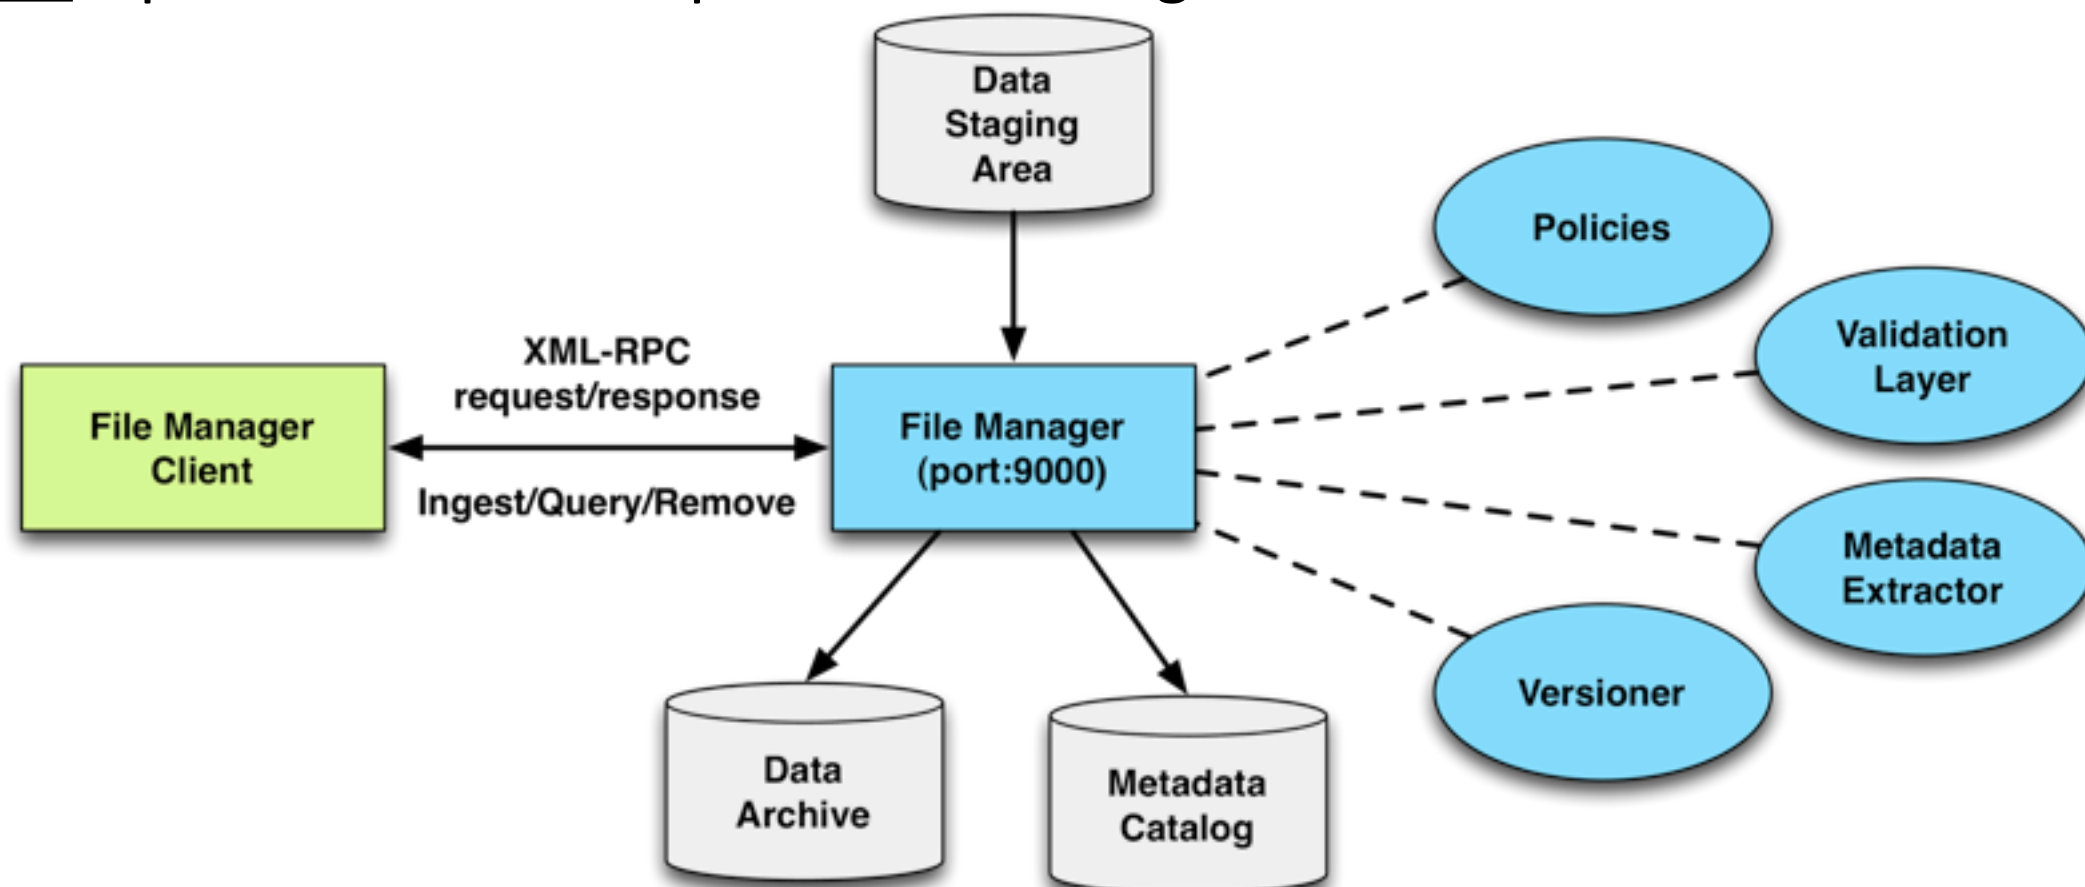 Data
Staging
Area
Policies
Validation
Layer
XML-RPC
request/response
File Manager
Client
File Manager
(port:9000)
Ingest/Query/Remove
Metadata
Extractor
Versioner
Data
Archive
Metadata
Catalog